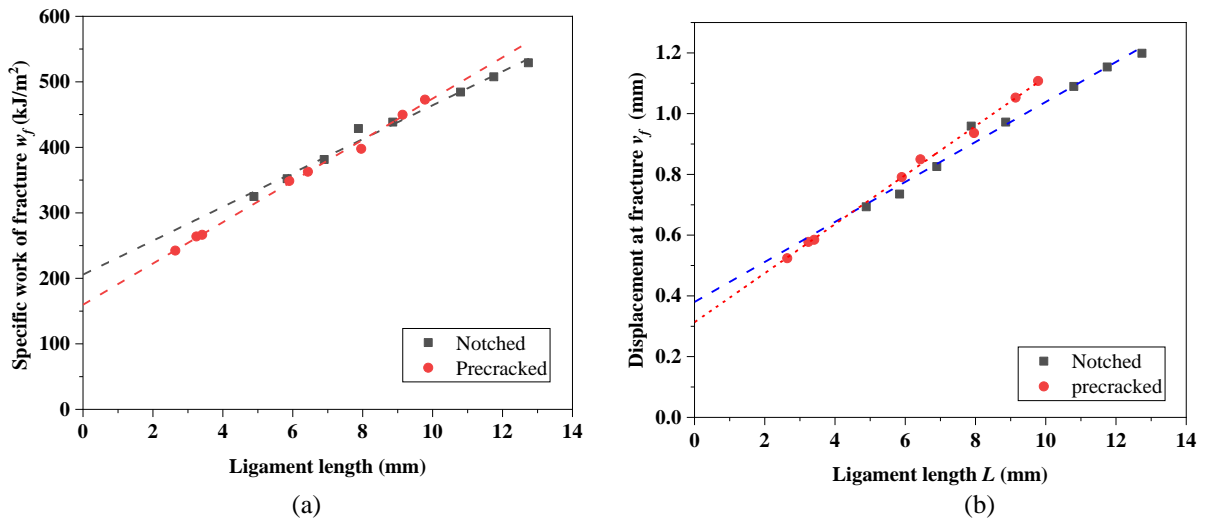 600
500
400
300
200
100
0
Specific work of fracture w_f (kJ/m²)
Notched
Precracked
0 2 4 6 8 10 12 14
Ligament length (mm)
(a)
1.2
1.0
0.8
0.6
0.4
0.2
0.0
Displacement at fracture v_f (mm)
Notched
precracked
0 2 4 6 8 10 12 14
Ligament length L (mm)
(b)